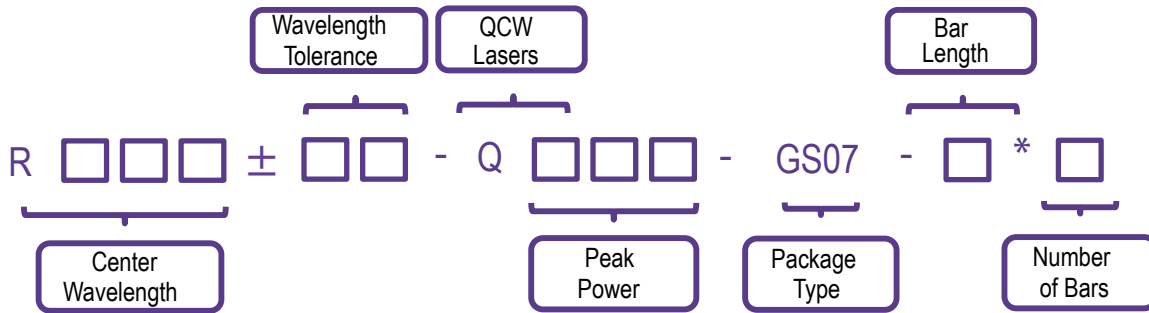 Wavelength
Tolerance
QCW
Lasers
Bar
Length
R □□□ ± □□ - Q □□□ - GS07 - □ * □
Center
Wavelength
Peak
Power
Package
Type
Number
of Bars